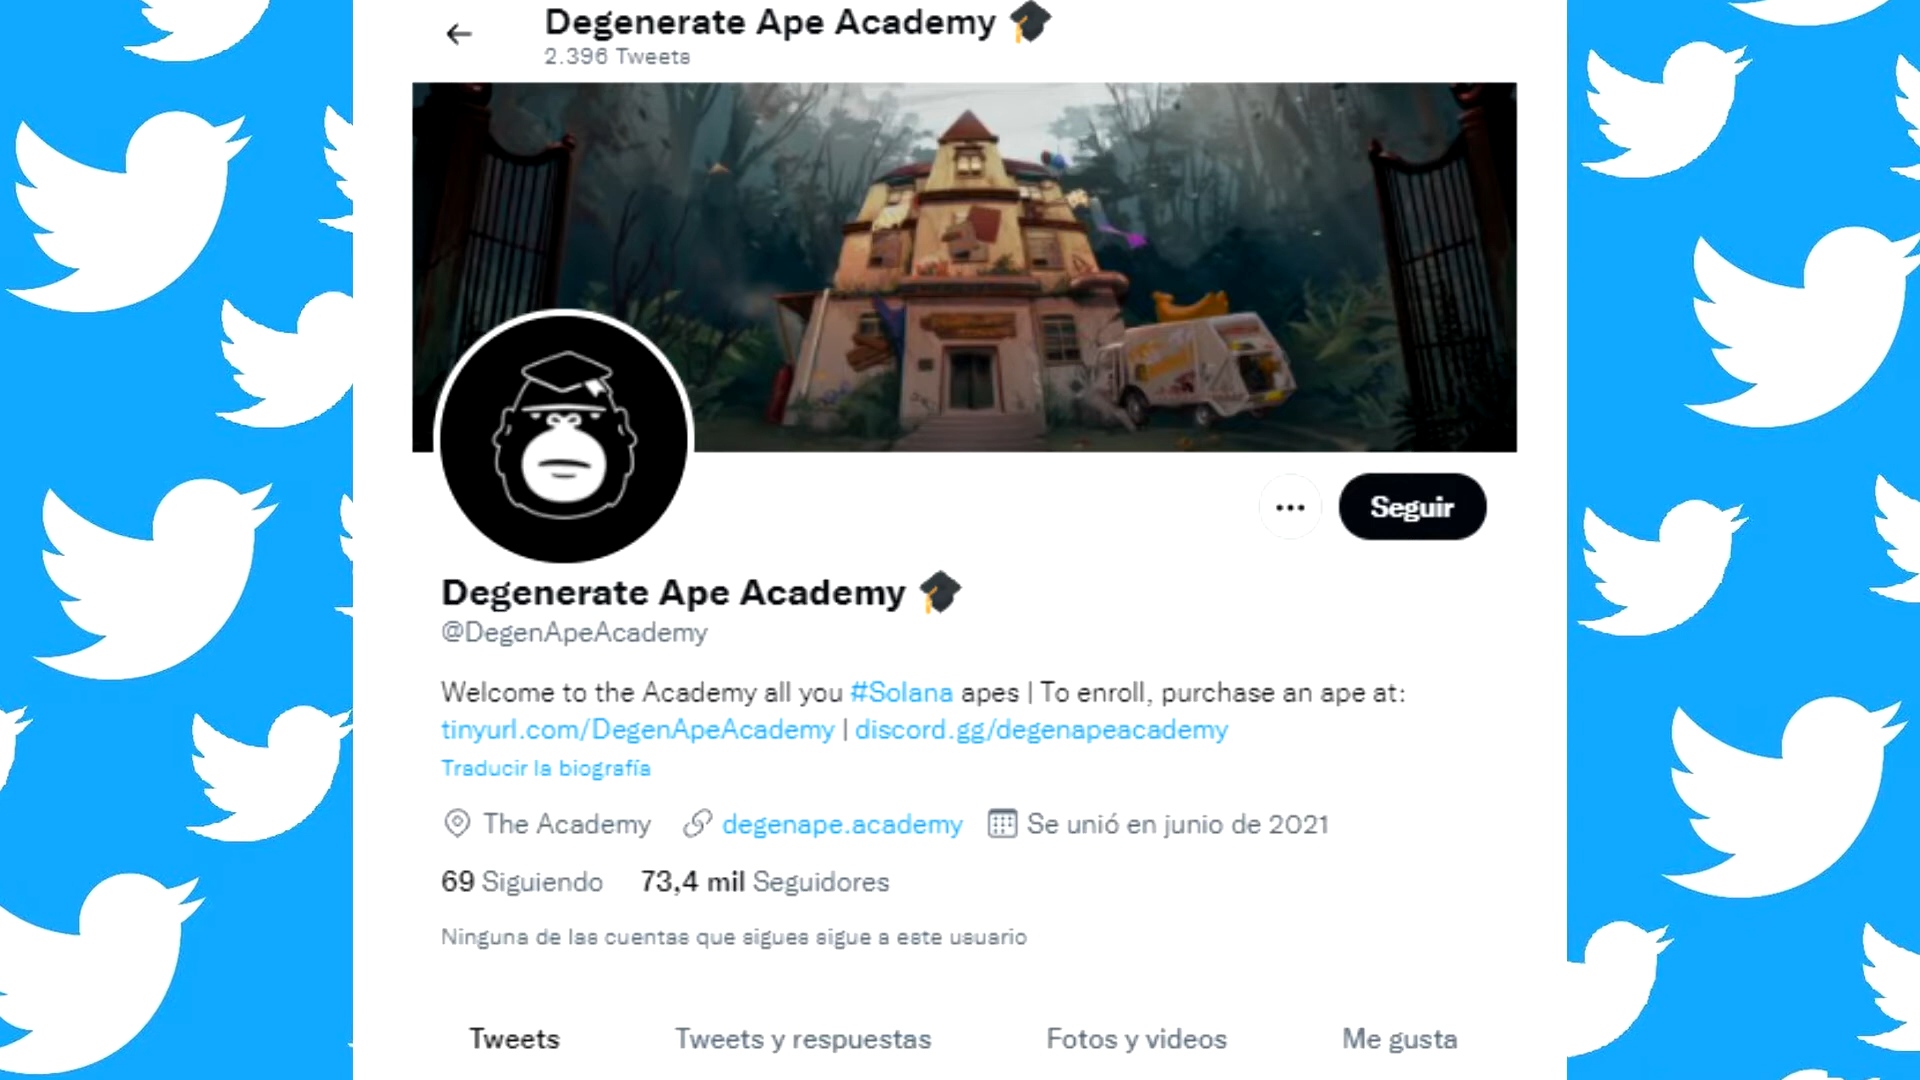 Degenerate Ape Academy 🎓
2.396 Tweets
Seguir
Degenerate Ape Academy 🎓
@DegenApeAcademy
Welcome to the Academy all you #Solana apes | To enroll, purchase an ape at:
tinyurl.com/DegenApeAcademy | discord.gg/degenapeacademy
Traducir la biografía
The Academy degenape.academy Se unió en junio de 2021
69 Siguiendo 73,4 mil Seguidores
Ninguna de las cuentas que sigues sigue a este usuario
Tweets Tweets y respuestas Fotos y videos Me gusta